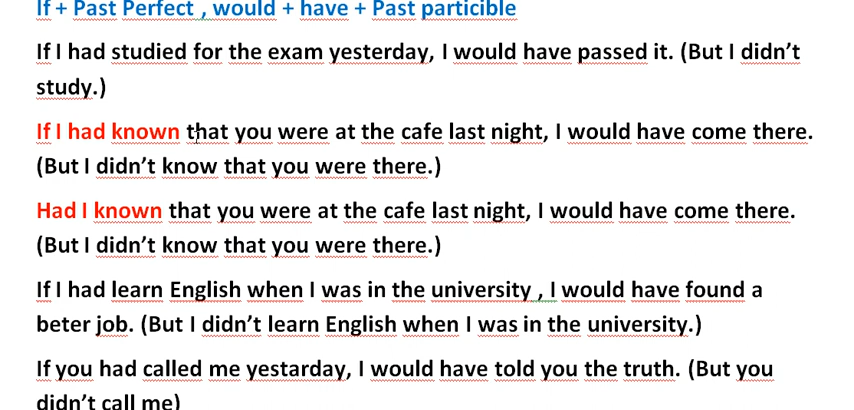 If + Past Perfect , would + have + Past particible
If I had studied for the exam yesterday, I would have passed it. (But I didn’t
study.)
If I had known that you were at the cafe last night, I would have come there.
(But I didn’t know that you were there.)
Had I known that you were at the cafe last night, I would have come there.
(But I didn’t know that you were there.)
If I had learn English when I was in the university , I would have found a
beter job. (But I didn’t learn English when I was in the university.)
If you had called me yestarday, I would have told you the truth. (But you
didn’t call me)